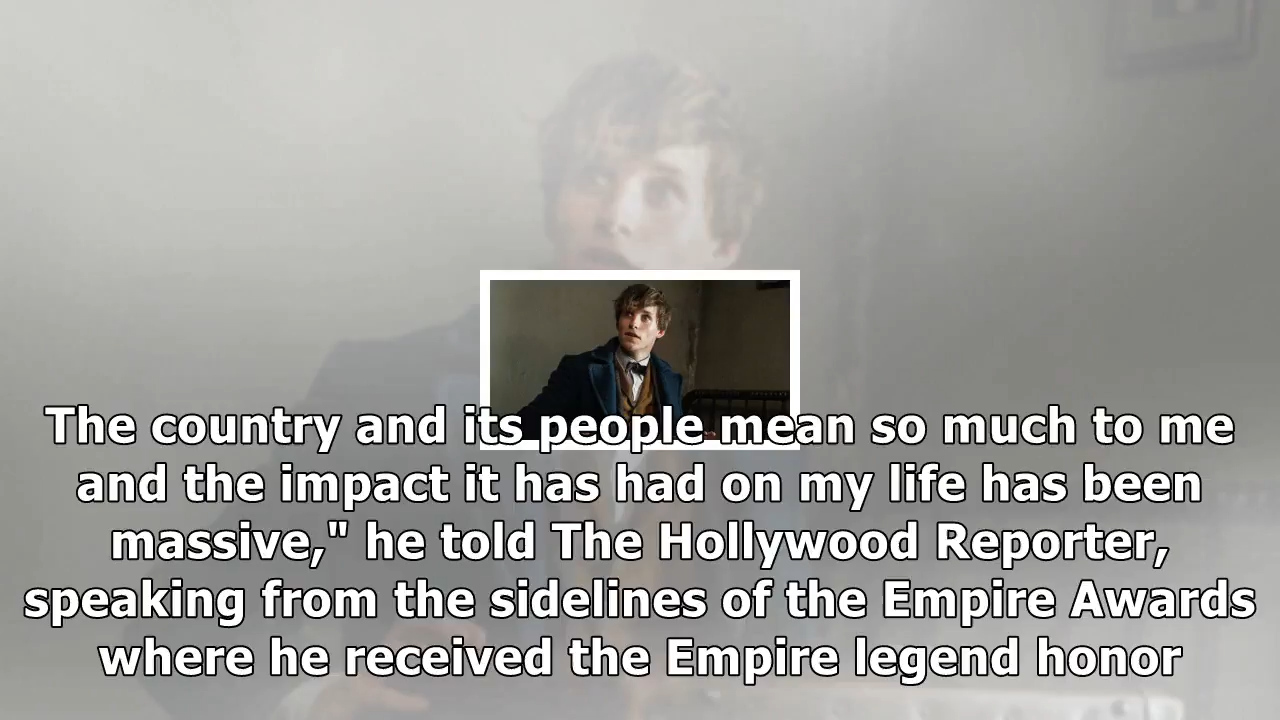 The country and its people mean so much to me
and the impact it has had on my life has been
massive," he told The Hollywood Reporter,
speaking from the sidelines of the Empire Awards
where he received the Empire legend honor